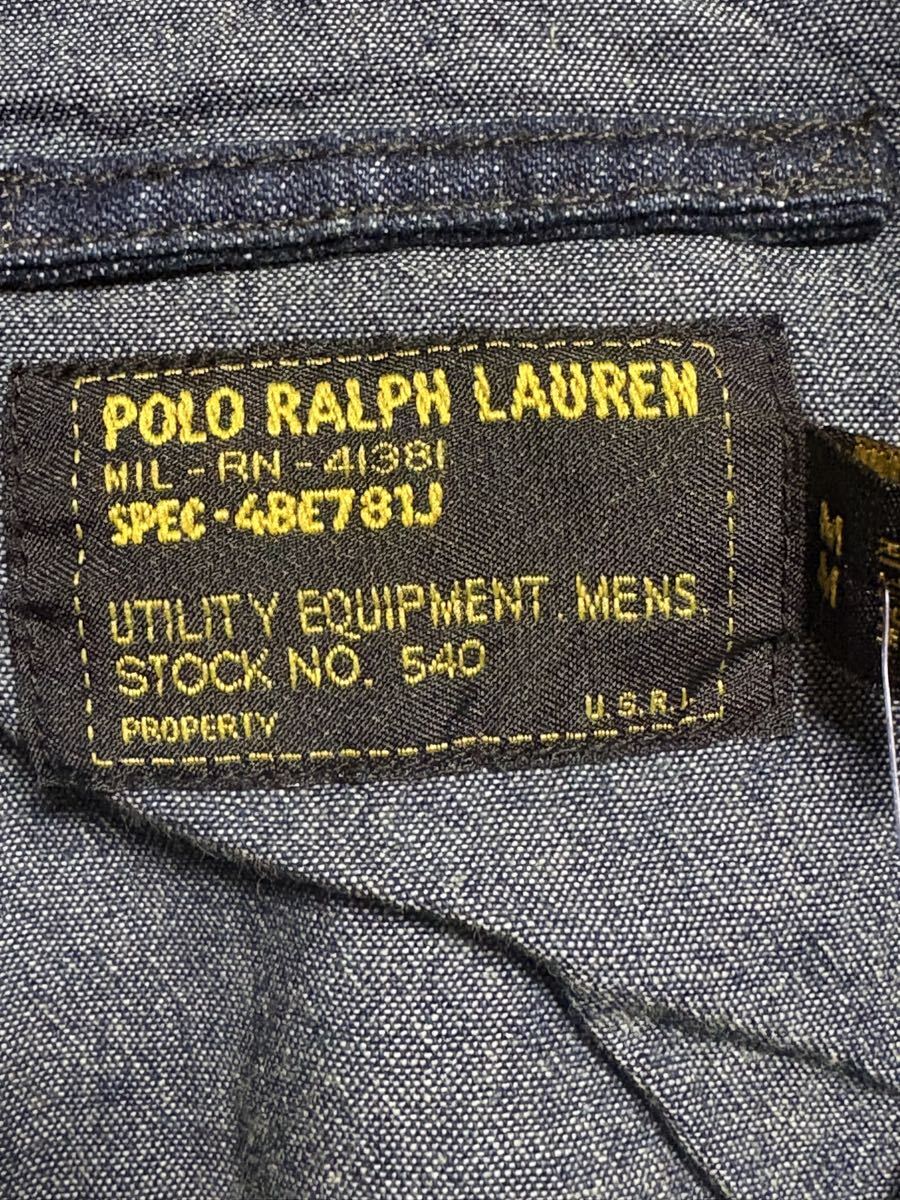 POLO RALPH LAUREN
MIL-RN-41381
SPEC-4BE781J
UTILITY EQUIPMENT. MENS.
STOCK NO. 540
PROPERTY U.S.R.L.